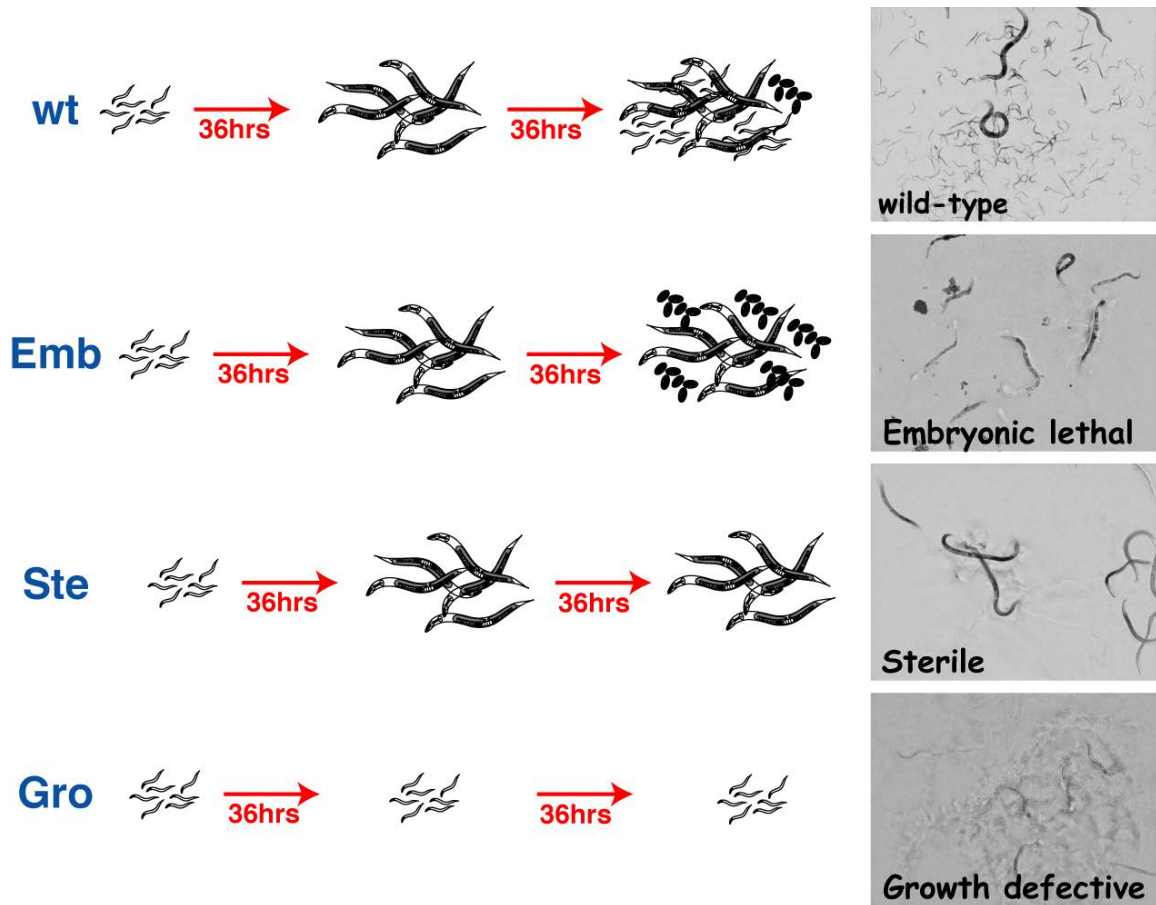 wt
36hrs
36hrs
wild-type
Emb
36hrs
36hrs
Embryonic lethal
Ste
36hrs
36hrs
Sterile
Gro
36hrs
36hrs
Growth defective